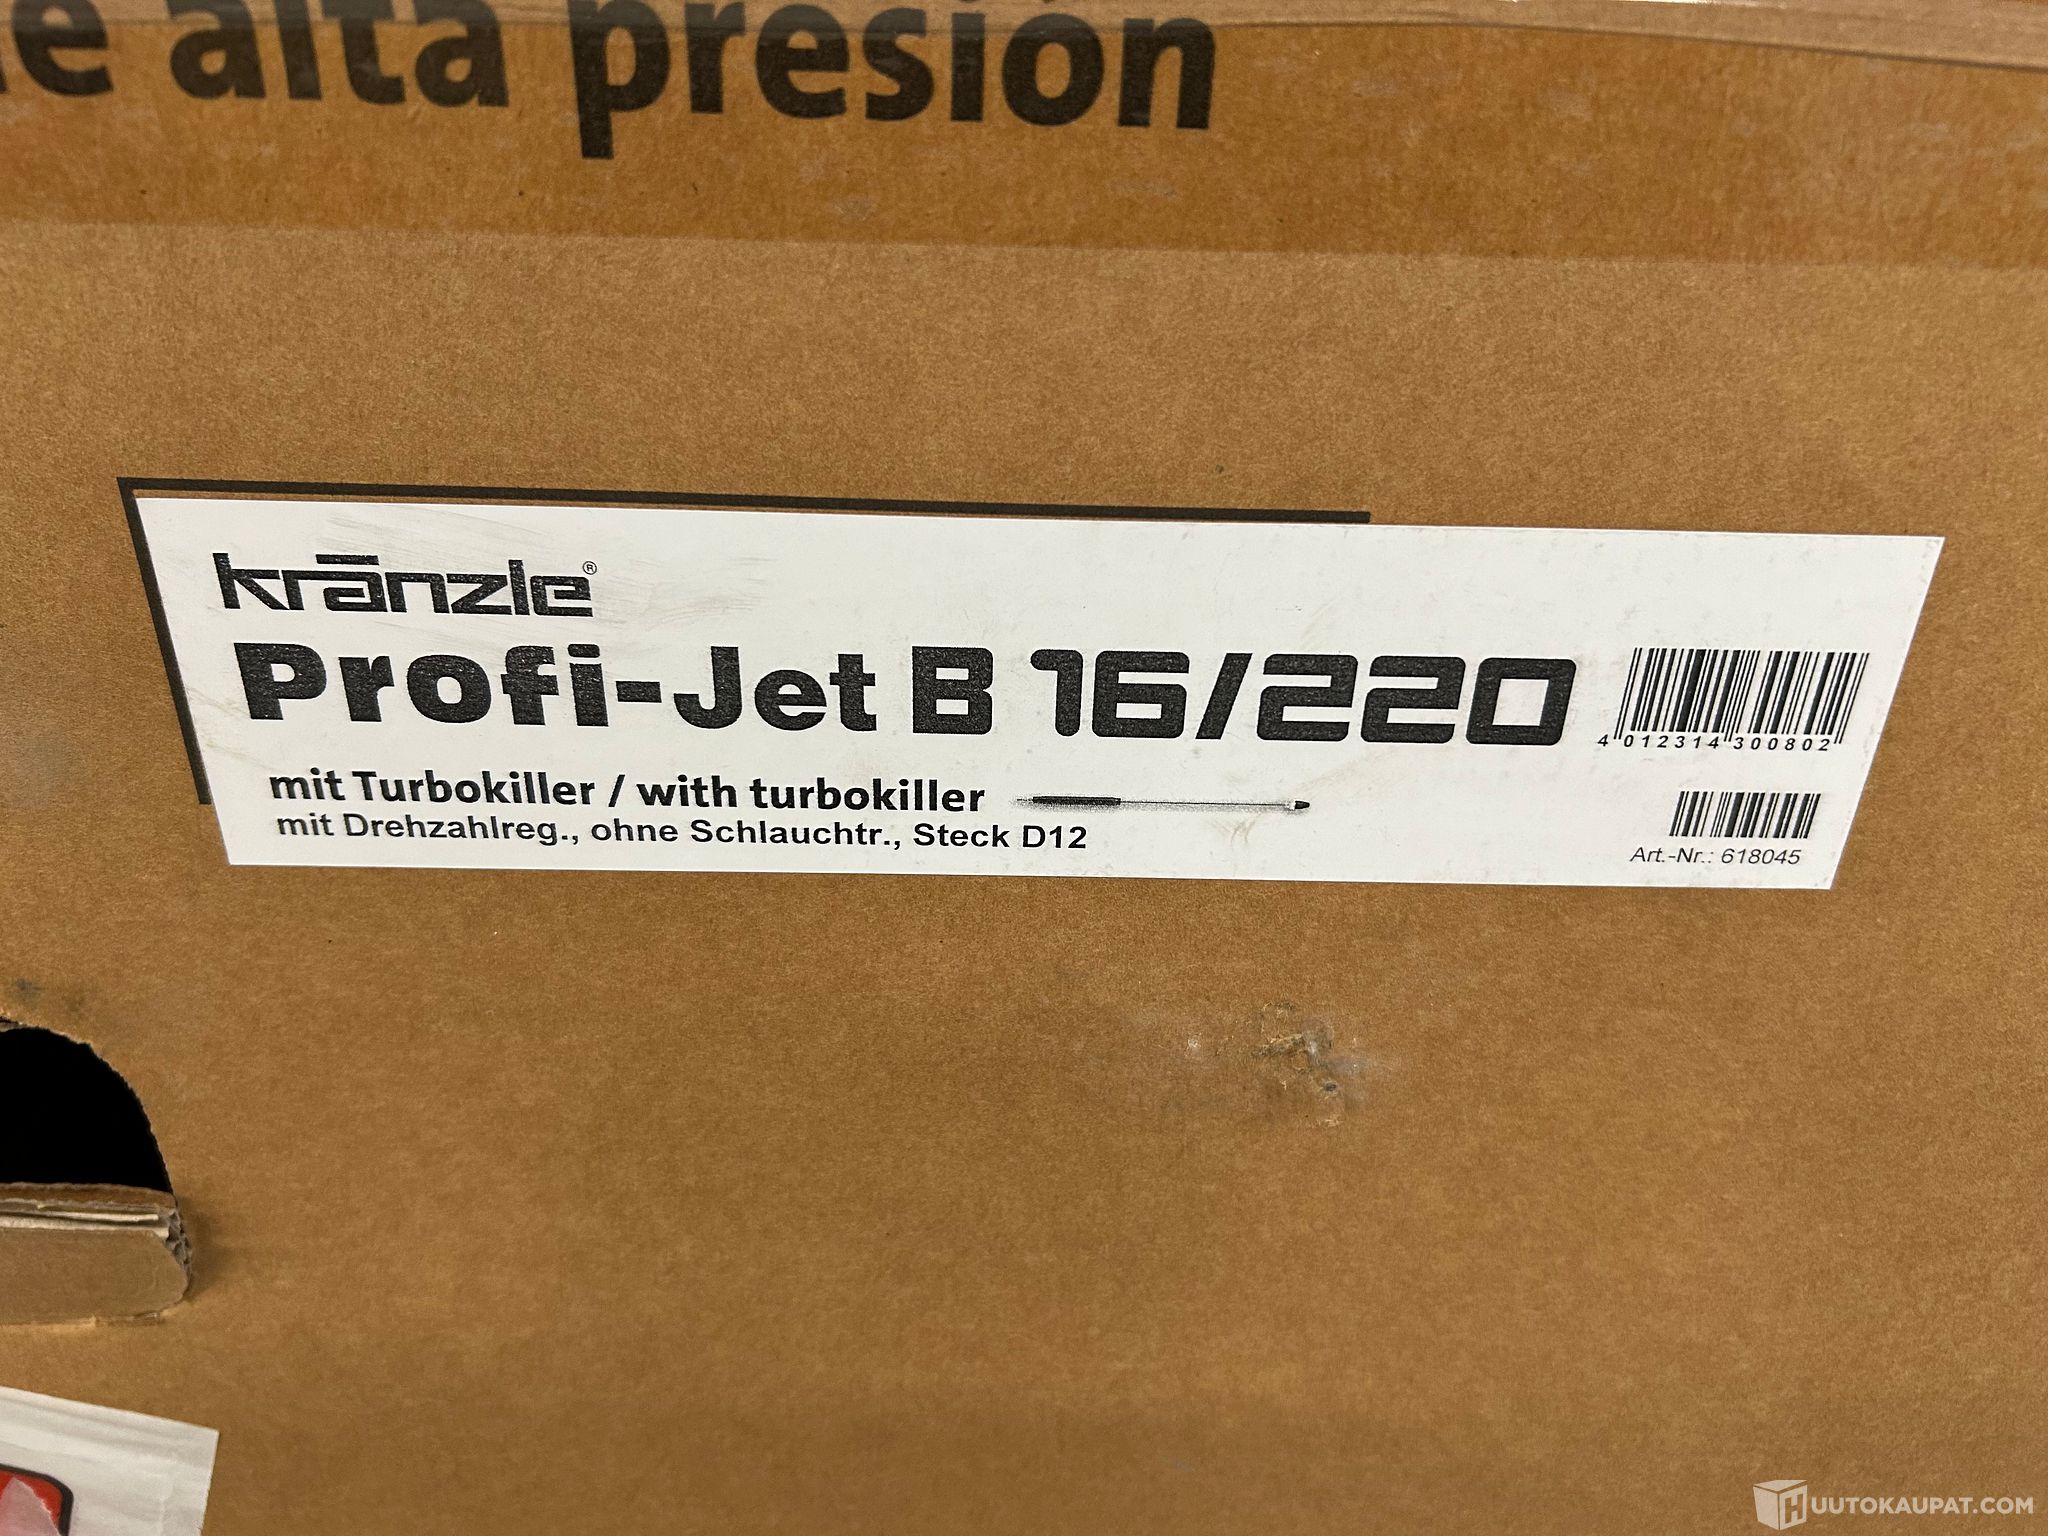 e alta presión
kränzle®
Profi-Jet B 16/220
4 012314 300802
mit Turbokiller / with turbokiller
mit Drehzahlreg., ohne Schlauchtr., Steck D12
Art.-Nr.: 618045
HUUTOKAUPAT.COM